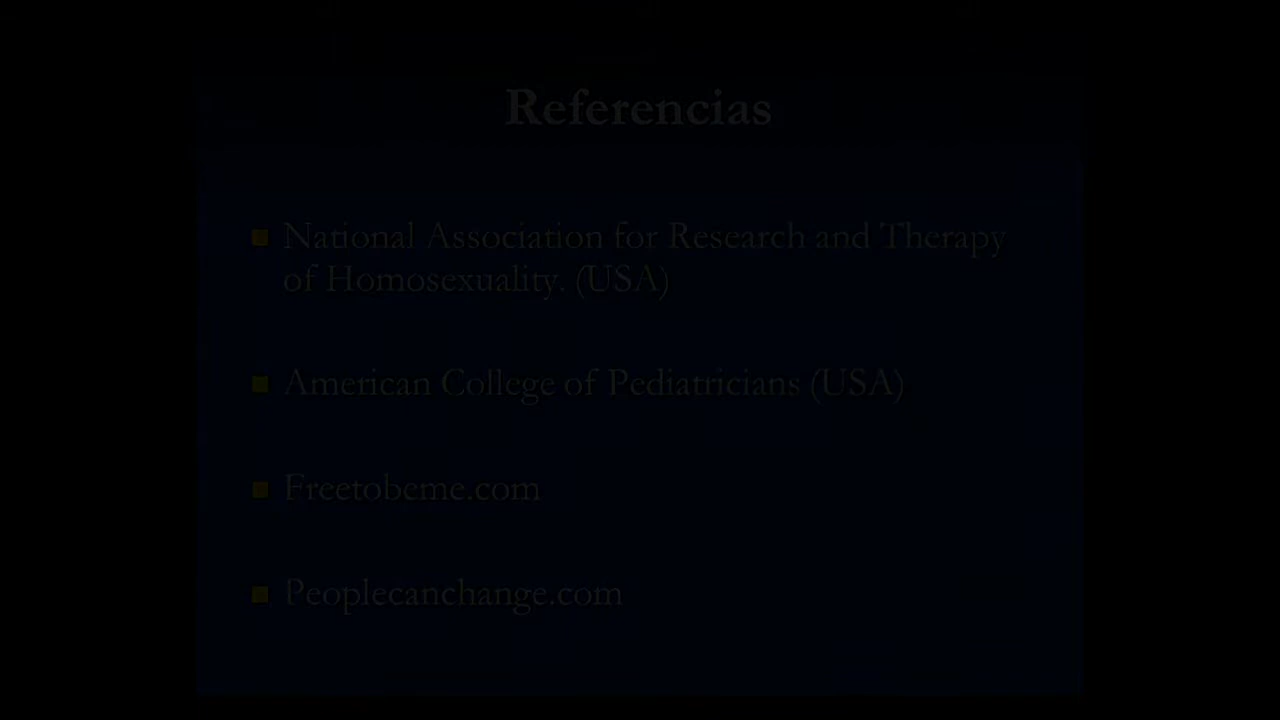 Referencias
National Association for Research and Therapy
of Homosexuality. (USA)
American College of Pediatricians (USA)
Freetobeme.com
Peoplecanchange.com